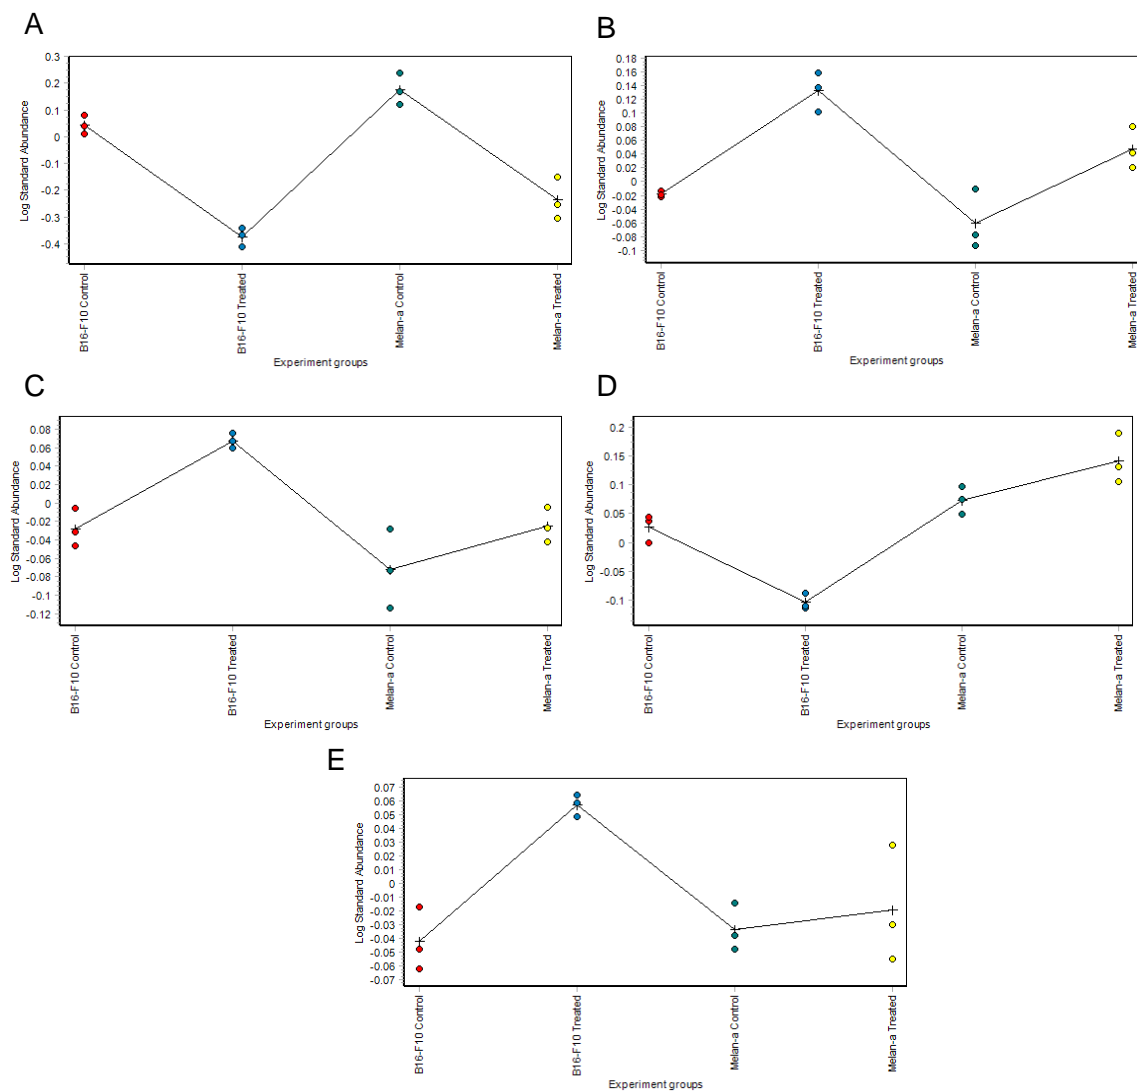 A
B
0.3
0.2
0.1
0
-0.1
-0.2
-0.3
-0.4
Log Standard Abundance
B16-F10 Control
B16-F10 Treated
Melan-a Control
Melan-a Treated
Experiment groups
0.18
0.16
0.14
0.12
0.1
0.08
0.06
0.04
0.02
0
-0.02
-0.04
-0.06
-0.08
-0.1
Log Standard Abundance
B16-F10 Control
B16-F10 Treated
Melan-a Control
Melan-a Treated
Experiment groups
C
D
0.08
0.06
0.04
0.02
0
-0.02
-0.04
-0.06
-0.08
-0.1
-0.12
Log Standard Abundance
B16-F10 Control
B16-F10 Treated
Melan-a Control
Melan-a Treated
Experiment groups
0.2
0.15
0.1
0.05
0
-0.05
-0.1
Log Standard Abundance
B16-F10 Control
B16-F10 Treated
Melan-a Control
Melan-a Treated
Experiment groups
E
0.07
0.06
0.05
0.04
0.03
0.02
0.01
0
-0.01
-0.02
-0.03
-0.04
-0.05
-0.06
-0.07
Log Standard Abundance
B16-F10 Control
B16-F10 Treated
Melan-a Control
Melan-a Treated
Experiment groups